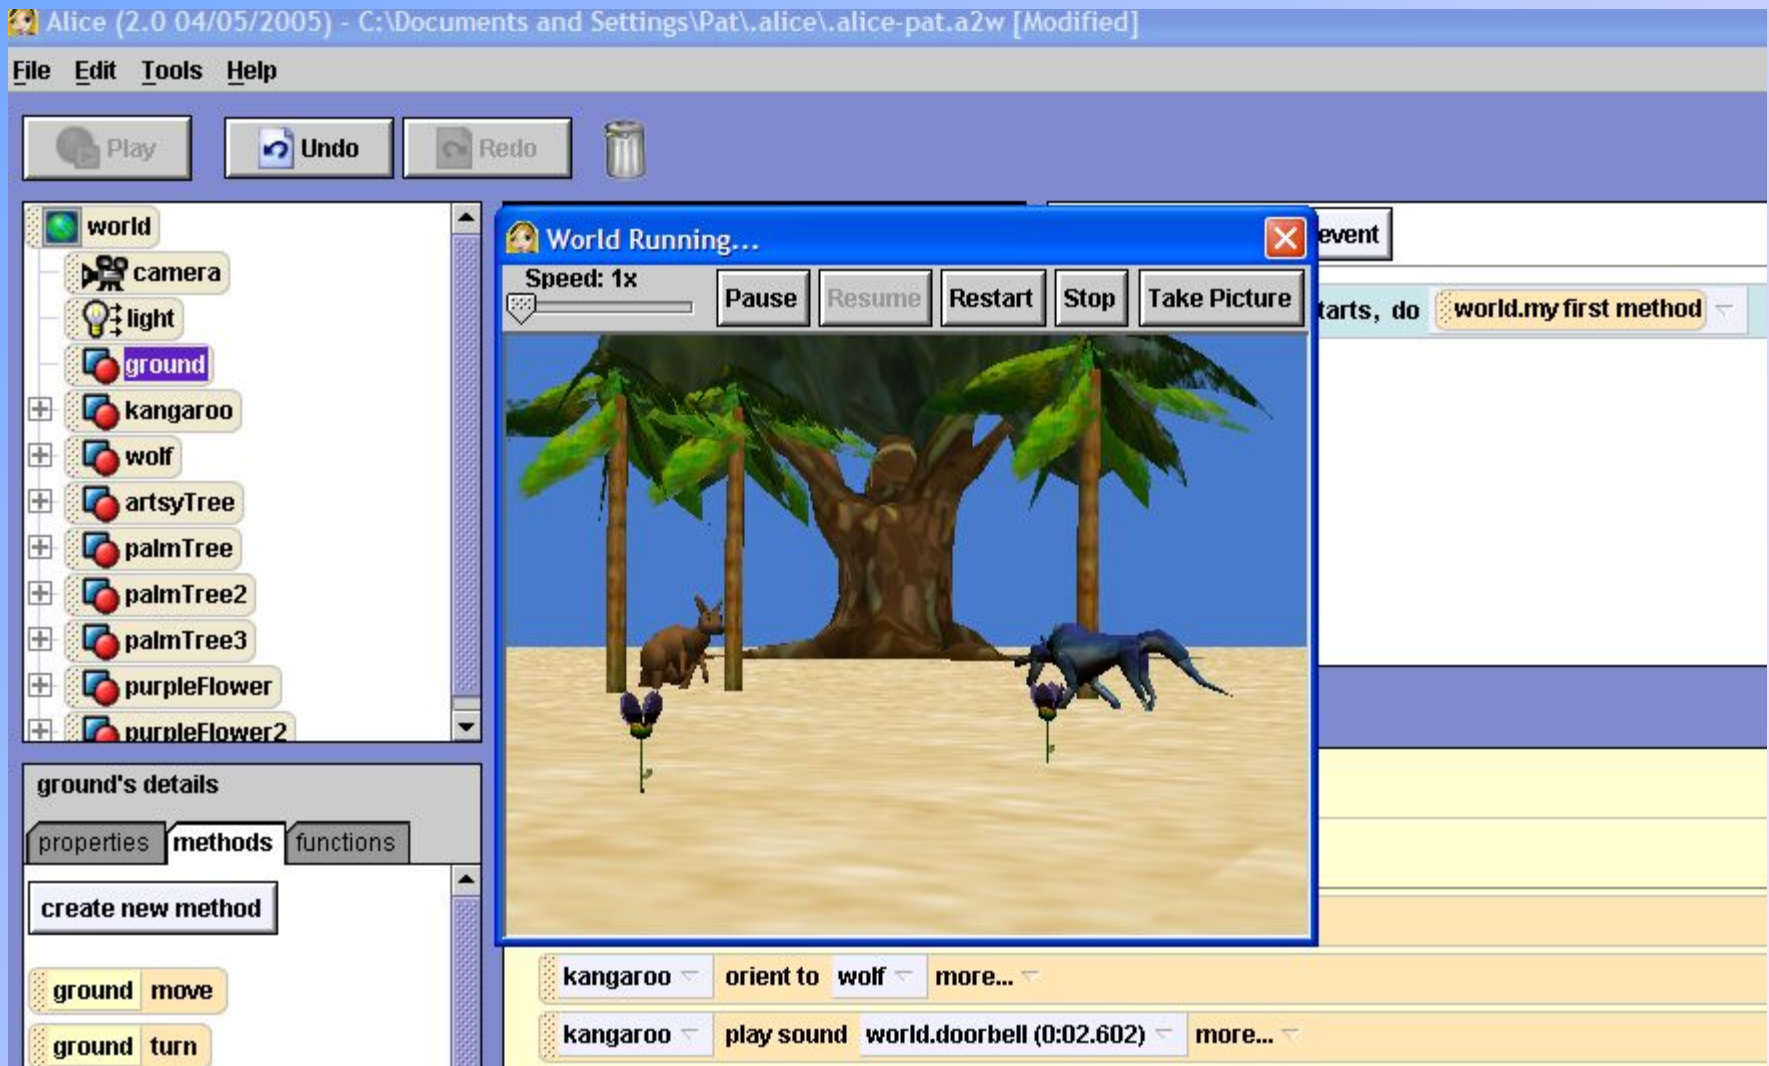 Alice (2.0 04/05/2005) - C:\Documents and Settings\Pat\.alice\.alice-pat.a2w [Modified]
File Edit Tools Help
Play Undo Redo
world
camera
light
ground
kangaroo
wolf
artsyTree
palmTree
palmTree2
palmTree3
purpleFlower
purpleFlower2
ground's details
properties methods functions
create new method
ground move
ground turn
World Running...
Speed: 1x
Pause Resume Restart Stop Take Picture
event
tarts, do world.my first method
kangaroo orient to wolf more...
kangaroo play sound world.doorbell (0:02.602) more...